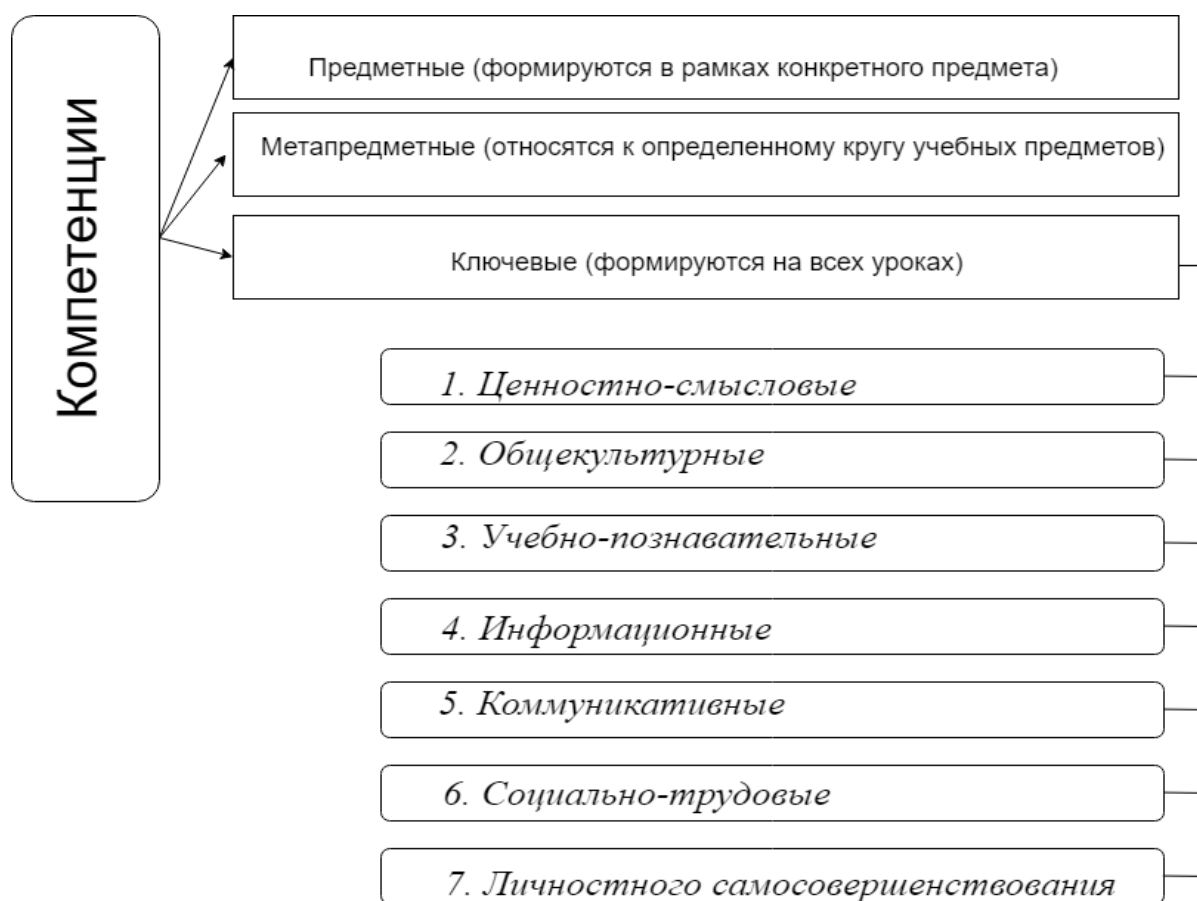 Компетенции
Предметные (формируются в рамках конкретного предмета)
Метапредметные (относятся к определенному кругу учебных предметов)
Ключевые (формируются на всех уроках)
1. Ценностно-смысловые
2. Общекультурные
3. Учебно-познавательные
4. Информационные
5. Коммуникативные
6. Социально-трудовые
7. Личностного самосовершенствования